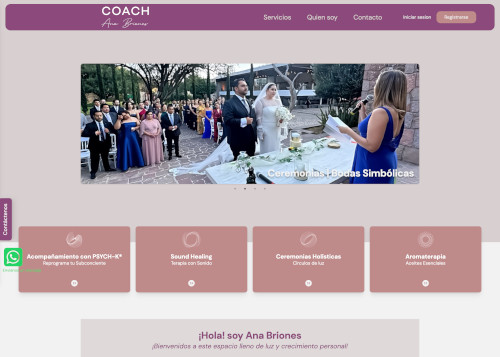 COACH
Ana Briones
Servicios
Quien soy
Contacto
Iniciar sesion
Registrarse
Ceremonias | Bodas Simbólicas
Contáctanos
Acompañamiento con PSYCH-K®
Reprograma tu Subconciente
Sound Healing
Terapia con Sonido
Ceremonias Holísticas
Círculos de luz
Aromaterapia
Aceites Esenciales
¡Hola! soy Ana Briones
¡Bienvenidos a este espacio lleno de luz y crecimiento personal!